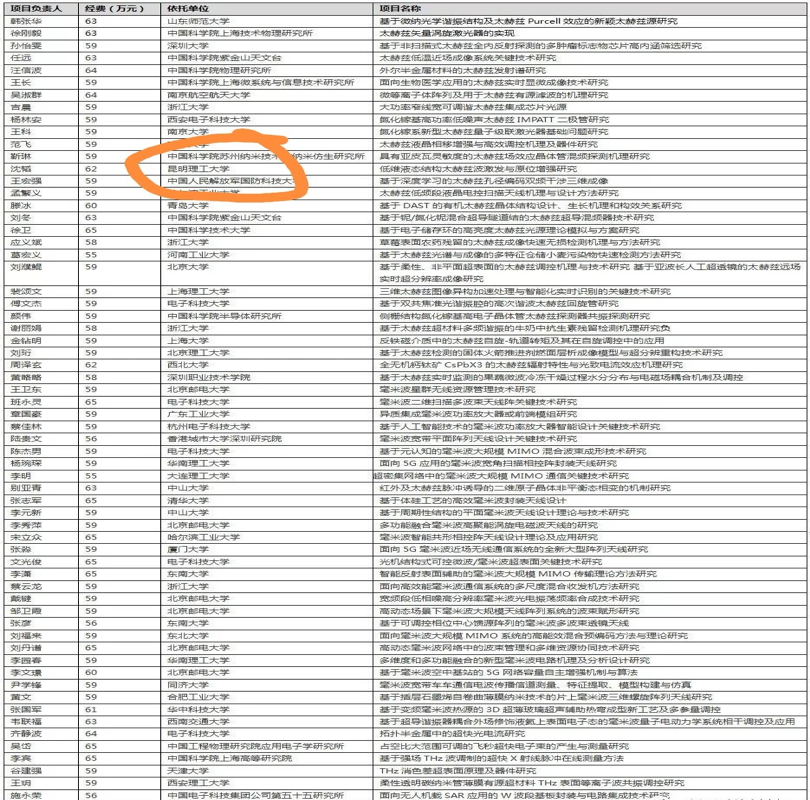 项目负责人 经费（万元） 依托单位 项目名称
韩张华 63 山东师范大学 基于微纳光学谐振结构及太赫兹 Purcell 效应的新颖太赫兹源研究
徐刚毅 63 中国科学院上海技术物理研究所 太赫兹矢量涡旋激光器的实现
孙怡雯 59 深圳大学 基于非扫描式太赫兹全内反射探测的多肿瘤标志物芯片高内涵筛选研究
任远 63 中国科学院紫金山天文台 太赫兹低温近场成像系统关键技术研究
汪信波 64 中国科学院物理研究所 外尔半金属材料的太赫兹发射谱研究
王长 59 中国科学院上海微系统与信息技术研究所 面向生物医学应用的太赫兹实时显微成像技术研究
吴淑群 64 南京航空航天大学 微等离子体阵列及用于太赫兹有源滤波的机理研究
吉晨 59 浙江大学 大功率窄线宽可调谐太赫兹集成芯片光源
杨林安 59 西安电子科技大学 氮化镓基高功率低噪声太赫兹 IMPATT 二极管研究
王科 59 南京大学 氮化镓系新型太赫兹量子级联激光器基础问题研究
范飞 59 太赫兹液晶相移增强与高效调控机理及器件研究
靳琳 59 中国科学院苏州纳米技术 纳米仿生研究所 具有亚皮瓦灵敏度的太赫兹场效应晶体管混频探测机理研究
沈韬 62 昆明理工大学 低维液态结构太赫兹波激发与原位增强研究
王宏强 59 中国人民解放军国防科技大 基于深度学习的太赫兹孔径编码双频干涉三维成像
孟繁义 59 太赫兹低频段液晶电控扫描天线机理与设计方法研究
滕冰 60 青岛大学 基于 DAST 的有机太赫兹晶体结构设计、生长机理和构效关系研究
刘冬 63 中国科学院紫金山天文台 基于铌/氮化铌混合超导隧道结的太赫兹超导混频器技术研究
徐卫 65 中国科学技术大学 基于电子储存环的高亮度太赫兹光源理论模拟与方案研究
应义斌 58 浙江大学 草莓表面农药残留的太赫兹成像快速无损检测机理与方法研究
葛宏义 55 河南工业大学 基于太赫兹光谱与成像的多特征仓储小麦污染物快速检测方法研究
刘濮鲲 59 北京大学 基于柔性、非平面超表面的太赫兹调控机理与技术研究 基于亚波长人工超透镜的太赫兹远场
实时超分辨率成像研究
裴颂文 59 上海理工大学 三维太赫兹图像异构加速处理与智能化实时识别的关键技术研究
傅文杰 59 电子科技大学 基于双共焦准光谐振腔的高次谐波太赫兹回旋管研究
颜伟 59 中国科学院半导体研究所 侧栅结构氮化镓基高电子晶体管太赫兹探测器共振探测研究
谢丽娟 58 浙江大学 基于太赫兹超材料多频谐振的牛奶中抗生素残留检测机理研究负
金钻明 59 上海大学 反铁磁介质中的太赫兹自旋-轨道转矩及其在自旋调控中的应用
刘珩 59 北京理工大学 基于太赫兹检测的固体火箭推进剂燃面层析成像模型与超分辨重构技术研究
周译玄 62 西北大学 全无机钙钛矿 CsPbX3 的太赫兹辐射特性与光致电流效应机理研究
黄略略 58 深圳职业技术学院 基于太赫兹实时监测的果蔬微波冷冻干燥过程水分分布与电磁场耦合机制及调控
王卫东 59 北京邮电大学 毫米波星群天线资源管理技术研究
班永灵 65 电子科技大学 毫米波二维扫描多波束天线阵关键技术研究
章国豪 65 广东工业大学 异质集成毫米波功率放大器或前端模组研究
蔡佳林 59 杭州电子科技大学 基于人工智能技术的毫米波功率放大器智能设计关键技术研究
陆贵文 56 香港城市大学深圳研究院 毫米波宽带平面阵列天线设计关键技术研究
陈杰男 59 电子科技大学 基于元认知的毫米波大规模 MIMO 混合波束成形技术研究
杨琬琛 59 华南理工大学 面向 5G 应用的毫米波宽角扫描相控阵封装天线研究
李明 55 大连理工大学 超密集网络中的毫米波大规模 MIMO 通信关键技术研究
别亚青 63 中山大学 红外及太赫兹脉冲诱导的二维原子晶体非平衡态相变的机制研究
张志军 65 清华大学 基于体硅工艺的高效毫米波封装天线设计
李元新 59 中山大学 基于周期性结构的平面毫米波天线设计理论与技术研究
李秀萍 59 北京邮电大学 多功能融合毫米波高聚能涡旋电磁波天线的研究
宋立众 65 哈尔滨工业大学 毫米波智能共形相控阵天线设计理论及应用研究
张淼 59 厦门大学 面向 5G 毫米波近场无线通信系统的全新大型阵列天线研究
文光俊 65 电子科技大学 光机结构式可控微波/毫米波超表面关键技术研究
李潇 65 东南大学 智能反射表面辅助的毫米波大规模 MIMO 传输理论方法研究
蔡云龙 59 浙江大学 面向高效能毫米波通信系统的多尺度混合收发机方法研究
戴键 59 北京邮电大学 宽频段低相噪高分辨率毫米波光电振荡频率合成技术研究
邹卫霞 59 北京邮电大学 高动态场景下毫米波大规模天线阵列系统的波束赋形研究
张彦 56 东南大学 基于可调控相位中心馈源阵列的毫米波多波束透镜天线
刘福来 63 东北大学 面向毫米波大规模 MIMO 系统的高能效混合预编码方法与理论研究
刘丹谱 65 北京邮电大学 高动态毫米波网络中的波束管理和多维资源协同技术研究
李园春 59 华南理工大学 多维度和多功能融合的新型毫米波电路机理及分析设计研究
李文璟 60 北京邮电大学 基于毫米波空中基站的 5G 网络容量自主增强机制与算法
尹学锋 59 同济大学 毫米波宽带车车通信电波传播信道测量、特征提取、模型构建与仿真
黄文 59 合肥工业大学 基于插层石墨烯自卷曲薄膜纳米技术的片上毫米波三维螺旋阵列天线研究
张国军 61 华中科技大学 基于变频毫米波热源的 3D 超薄玻璃超声辅助热弯成型新工艺及多参量调控
韦联福 63 西南交通大学 基于超导谐振器耦合外场修饰液氦上表面电子态的毫米波量子电动力学系统相干调控及应用
齐静波 64 电子科技大学 拓扑半金属中的超快光电流研究
吴岱 65 中国工程物理研究院应用电子学研究所 占空比大范围可调的飞秒超快电子束的产生与测量研究
李宾 65 中国科学院上海高等研究院 基于强场 THz 波调制的超快 X 射线脉冲在线测量方法
谷建强 59 天津大学 THz 消色差超表面原理及器件研究
王玥 59 西安理工大学 柔性透明碳纳米管薄膜有源超材料 THz 表面等离子波共振调控研究
施永荣 56 中国电子科技集团公司第五十五研究所 面向无人机载 SAR 应用的 W 波段基板封装与电路集成技术研究